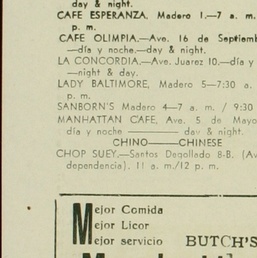 day & night.
CAFE ESPERANZA. Madero 1.—7 a. m.
p. m.
CAFE OLIMPIA.—Ave. 16 de Septiemb
—día y noche.—day & night.
LA CONCORDIA.—Ave. Juarez 10.—día y
—night & day.
LADY BALTIMORE, Madero 5—7:30 a.
p. m.
SANBORN'S Madero 4—7 a. m. / 9:30
MANHATTAN CAFE, Ave. 5 de Mayo
día y noche ———— day & night.
CHINO———CHINESE
CHOP SUEY.—Santos Degollado 8-B. (Av
dependencia). 11 a. m./12 p. m.
Mejor Comida
Mejor Licor
Mejor servicio BUTCH'S